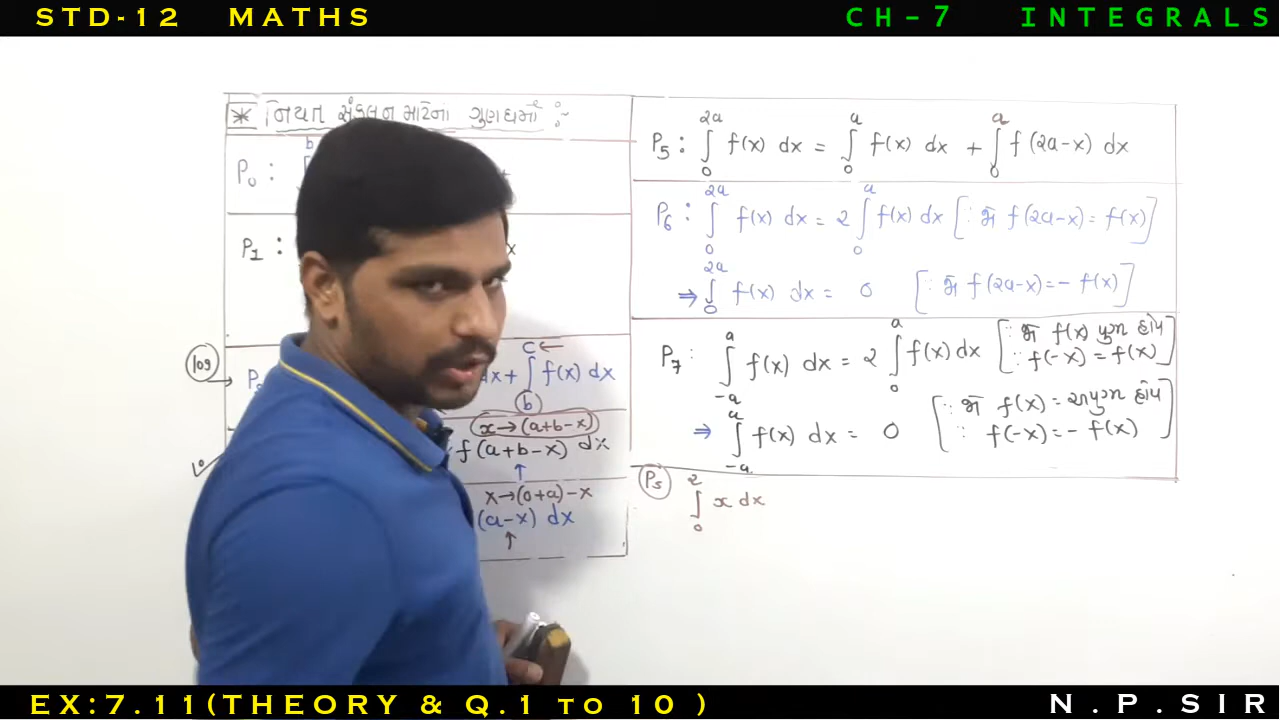 STD-12 MATHS
CH-7 INTEGRALS
* નિયત સંકલન માટેના ગુણધર્મો :-
b
P₀ :
P₁ :
x
109
C ←
dx + ∫ f(x) dx
b
x→(a+b-x)
f(a+b-x) dx
↑
x→(0+a)-x
(a-x) dx
↑
P₅ : ∫₀²ᵃ f(x) dx = ∫₀ᵃ f(x) dx + ∫₀ᵃ f(2a-x) dx
P₆ : ∫₀²ᵃ f(x) dx = 2 ∫₀ᵃ f(x) dx [∵ જો f(2a-x) = f(x)]
⇒ ∫₀²ᵃ f(x) dx = 0 [∵ જો f(2a-x) = - f(x)]
P₇ : ∫₋ₐᵃ f(x) dx = 2 ∫₀ᵃ f(x) dx [∵ જો f(x) યુગ્મ હોય
∵ f(-x) = f(x)]
⇒ ∫₋ₐᵃ f(x) dx = 0 [∵ જો f(x) = અયુગ્મ હોય
∵ f(-x) = - f(x)]
P₅ ∫₀² x dx
EX:7.11(THEORY & Q.1 TO 10 )
N.P.SIR